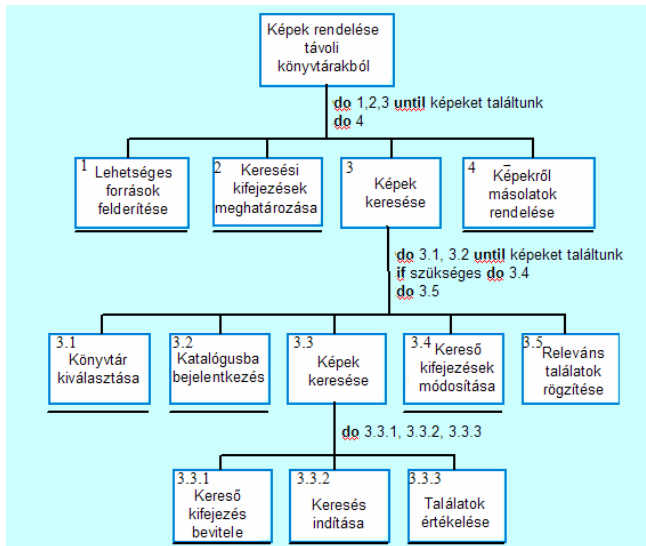 Képek rendelése
távoli
könyvtárakból
do 1,2,3 until képeket találtunk
do 4
1
Lehetséges
források
felderítése
2
Keresési
kifejezések
meghatározása
3
Képek
keresése
4
Képekről
másolatok
rendelése
do 3.1, 3.2 until képeket találtunk
if szükséges do 3.4
do 3.5
3.1
Könyvtár
kiválasztása
3.2
Katalógusba
bejelentkezés
3.3
Képek
keresése
3.4
Kereső
kifejezések
módosítása
3.5
Releváns
találatok
rögzítése
do 3.3.1, 3.3.2, 3.3.3
3.3.1
Kereső
kifejezés
bevitele
3.3.2
Keresés
indítása
3.3.3
Találatok
értékelése